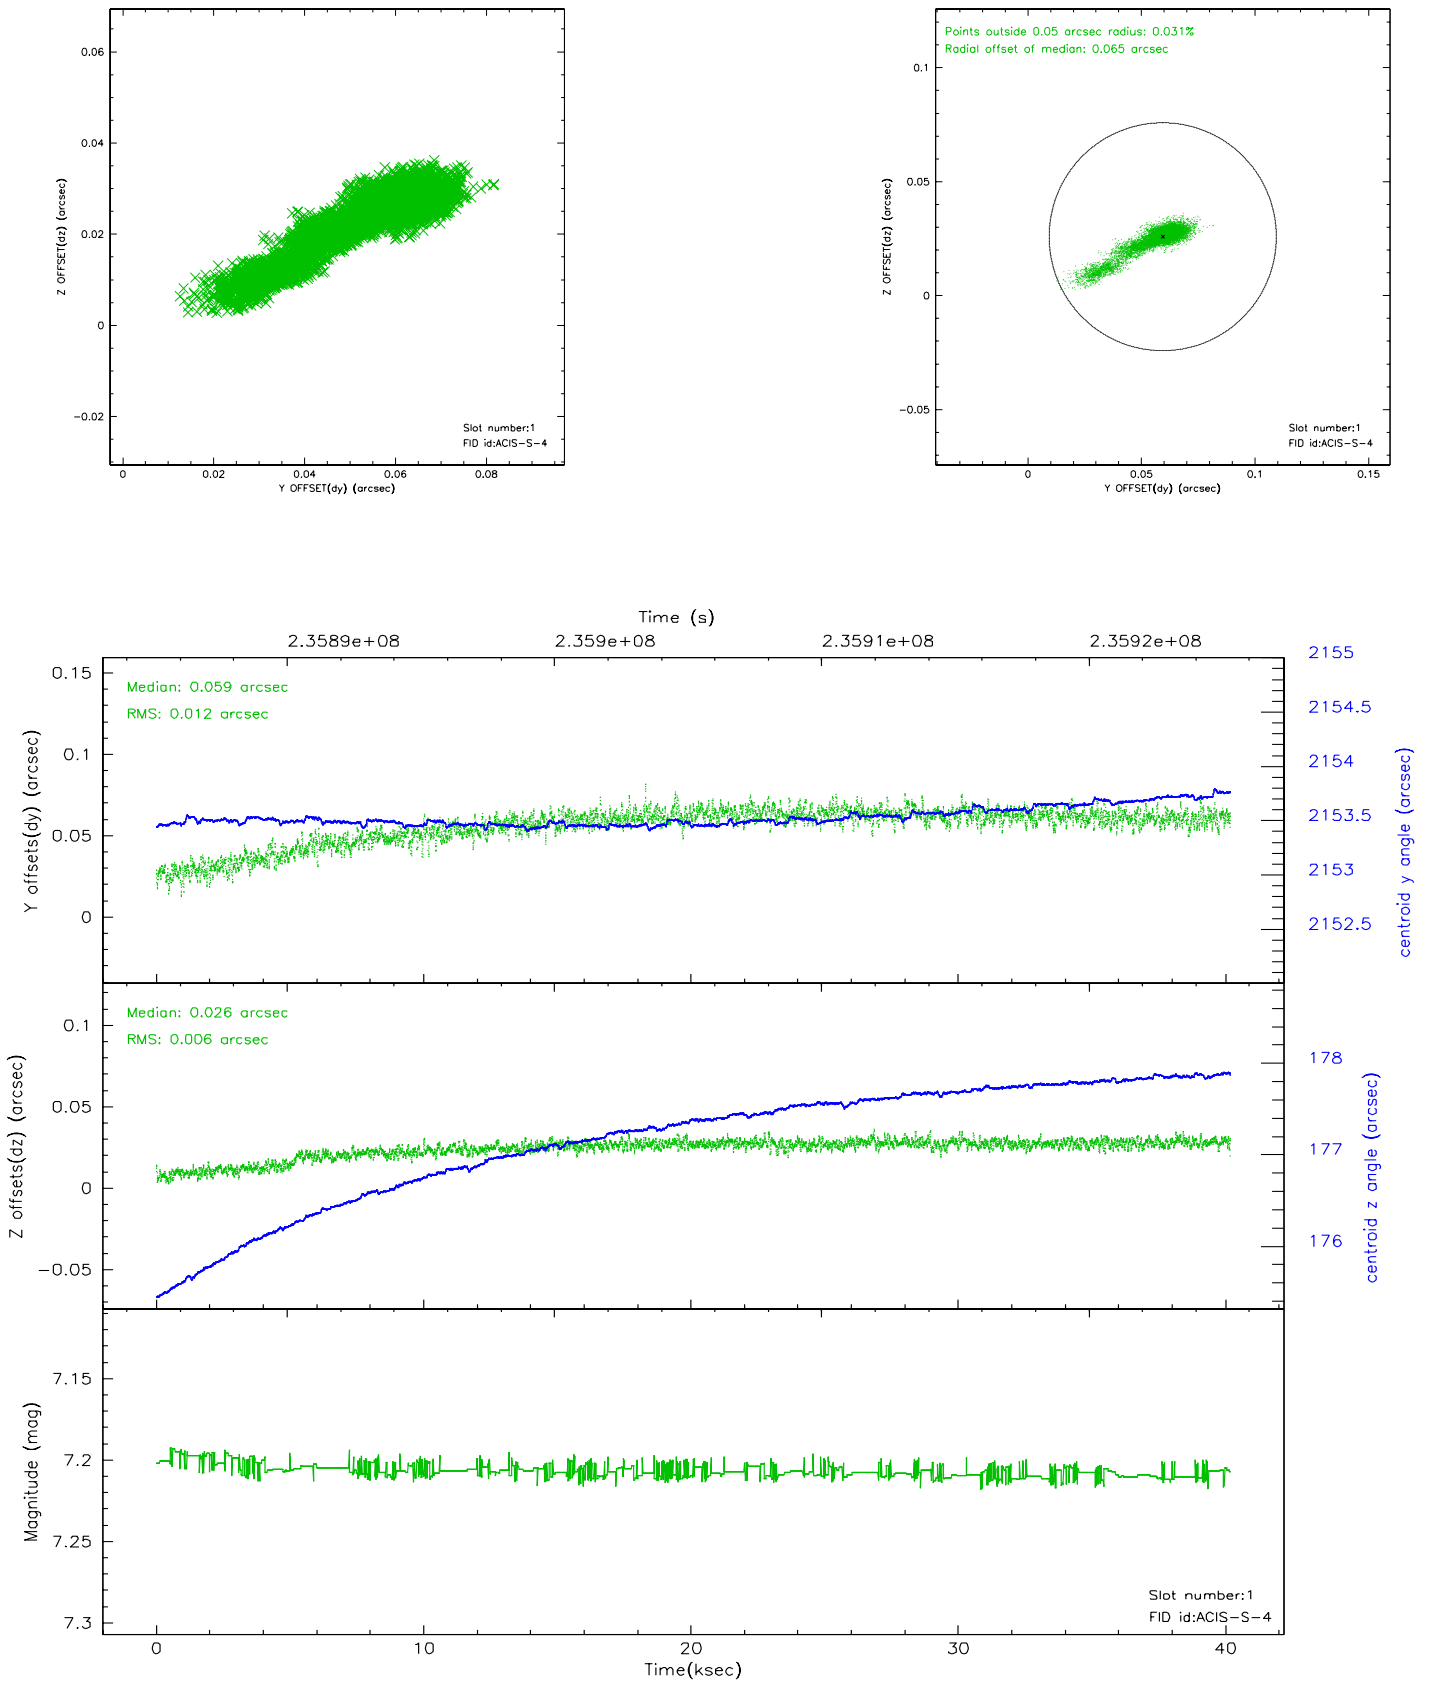 0.06
0.04
0.02
0
−0.02
Z OFFSET(dz) (arcsec)
Slot number:1
FID id:ACIS−S−4
0 0.02 0.04 0.06 0.08
Y OFFSET(dy) (arcsec)
Points outside 0.05 arcsec radius: 0.031%
Radial offset of median: 0.065 arcsec
0.1
0.05
0
−0.05
Z OFFSET(dz) (arcsec)
Slot number:1
FID id:ACIS−S−4
0 0.05 0.1 0.15
Y OFFSET(dy) (arcsec)
Time (s)
2.3589e+08 2.359e+08 2.3591e+08 2.3592e+08
Median: 0.059 arcsec
RMS: 0.012 arcsec
0.15
0.1
0.05
0
Y offsets(dy) (arcsec)
2155
2154.5
2154
2153.5
2153
2152.5
centroid y angle (arcsec)
Median: 0.026 arcsec
RMS: 0.006 arcsec
0.1
0.05
0
−0.05
Z offsets(dz) (arcsec)
178
177
176
centroid z angle (arcsec)
7.15
7.2
7.25
7.3
Magnitude (mag)
Slot number:1
FID id:ACIS−S−4
0 10 20 30 40
Time(ksec)